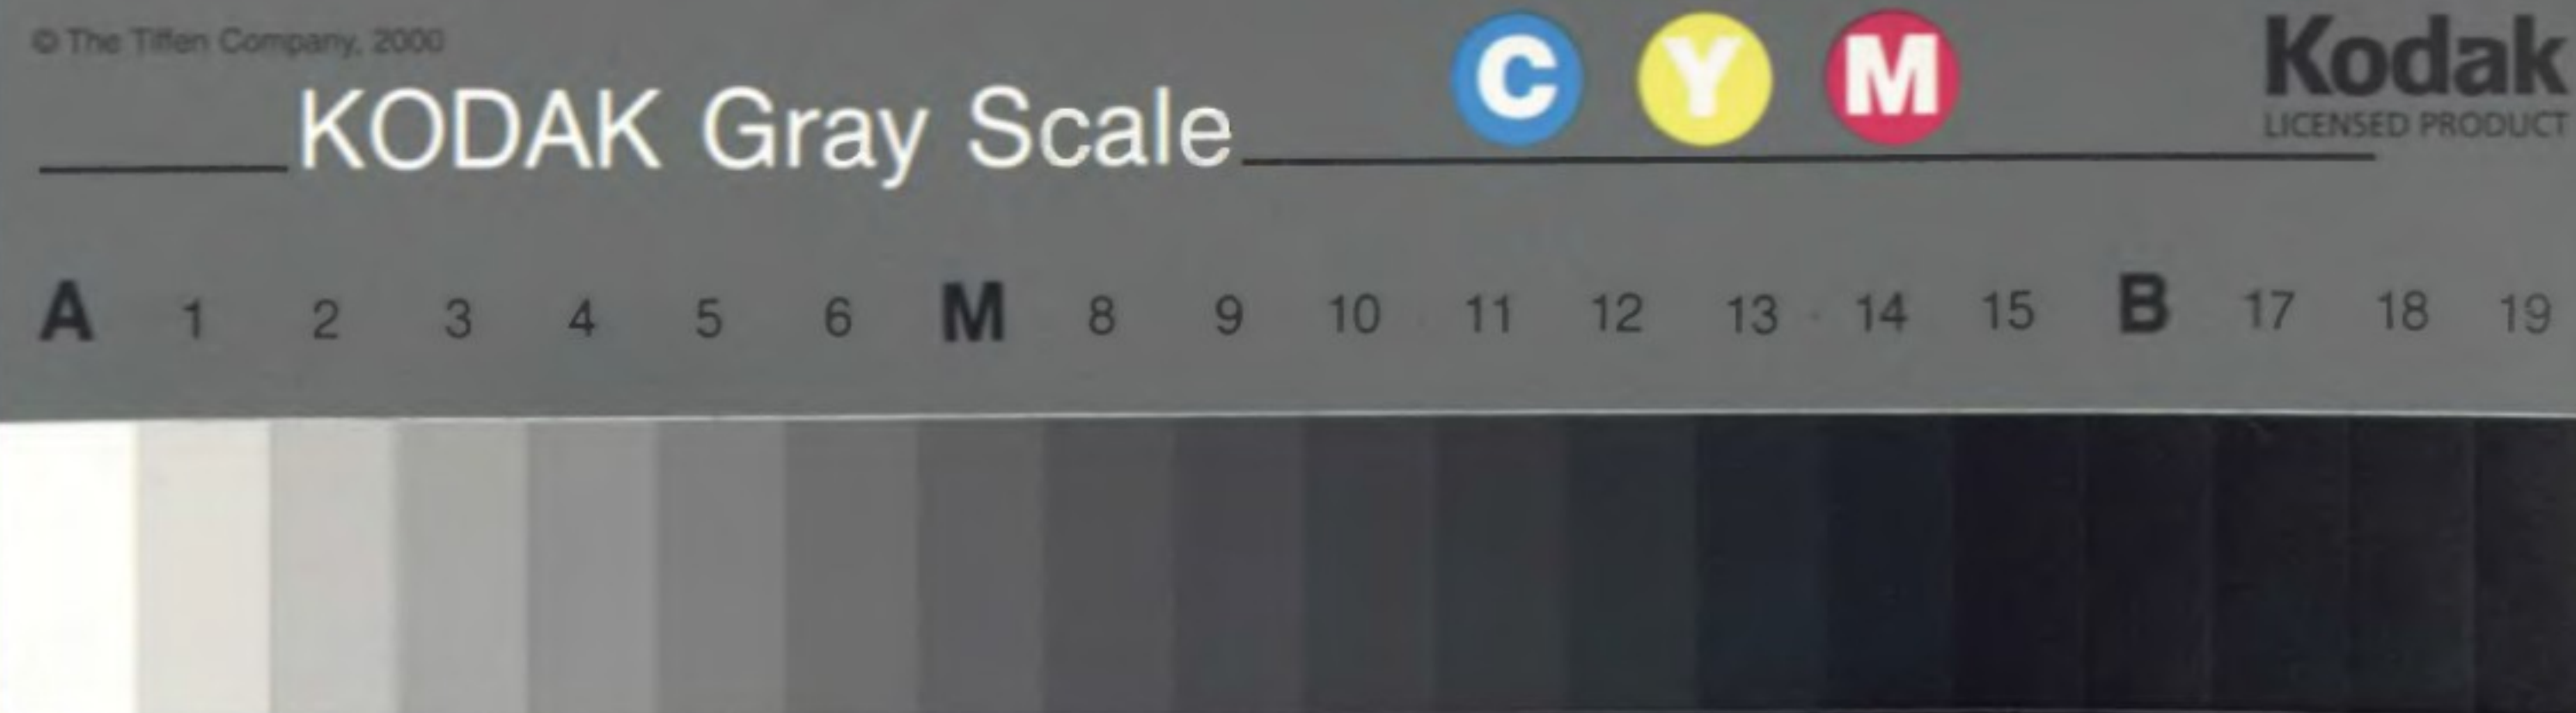 © The Tiffen Company, 2000
KODAK Gray Scale
C Y M
Kodak
LICENSED PRODUCT
A 1 2 3 4 5 6 M 8 9 10 11 12 13 14 15 B 17 18 19